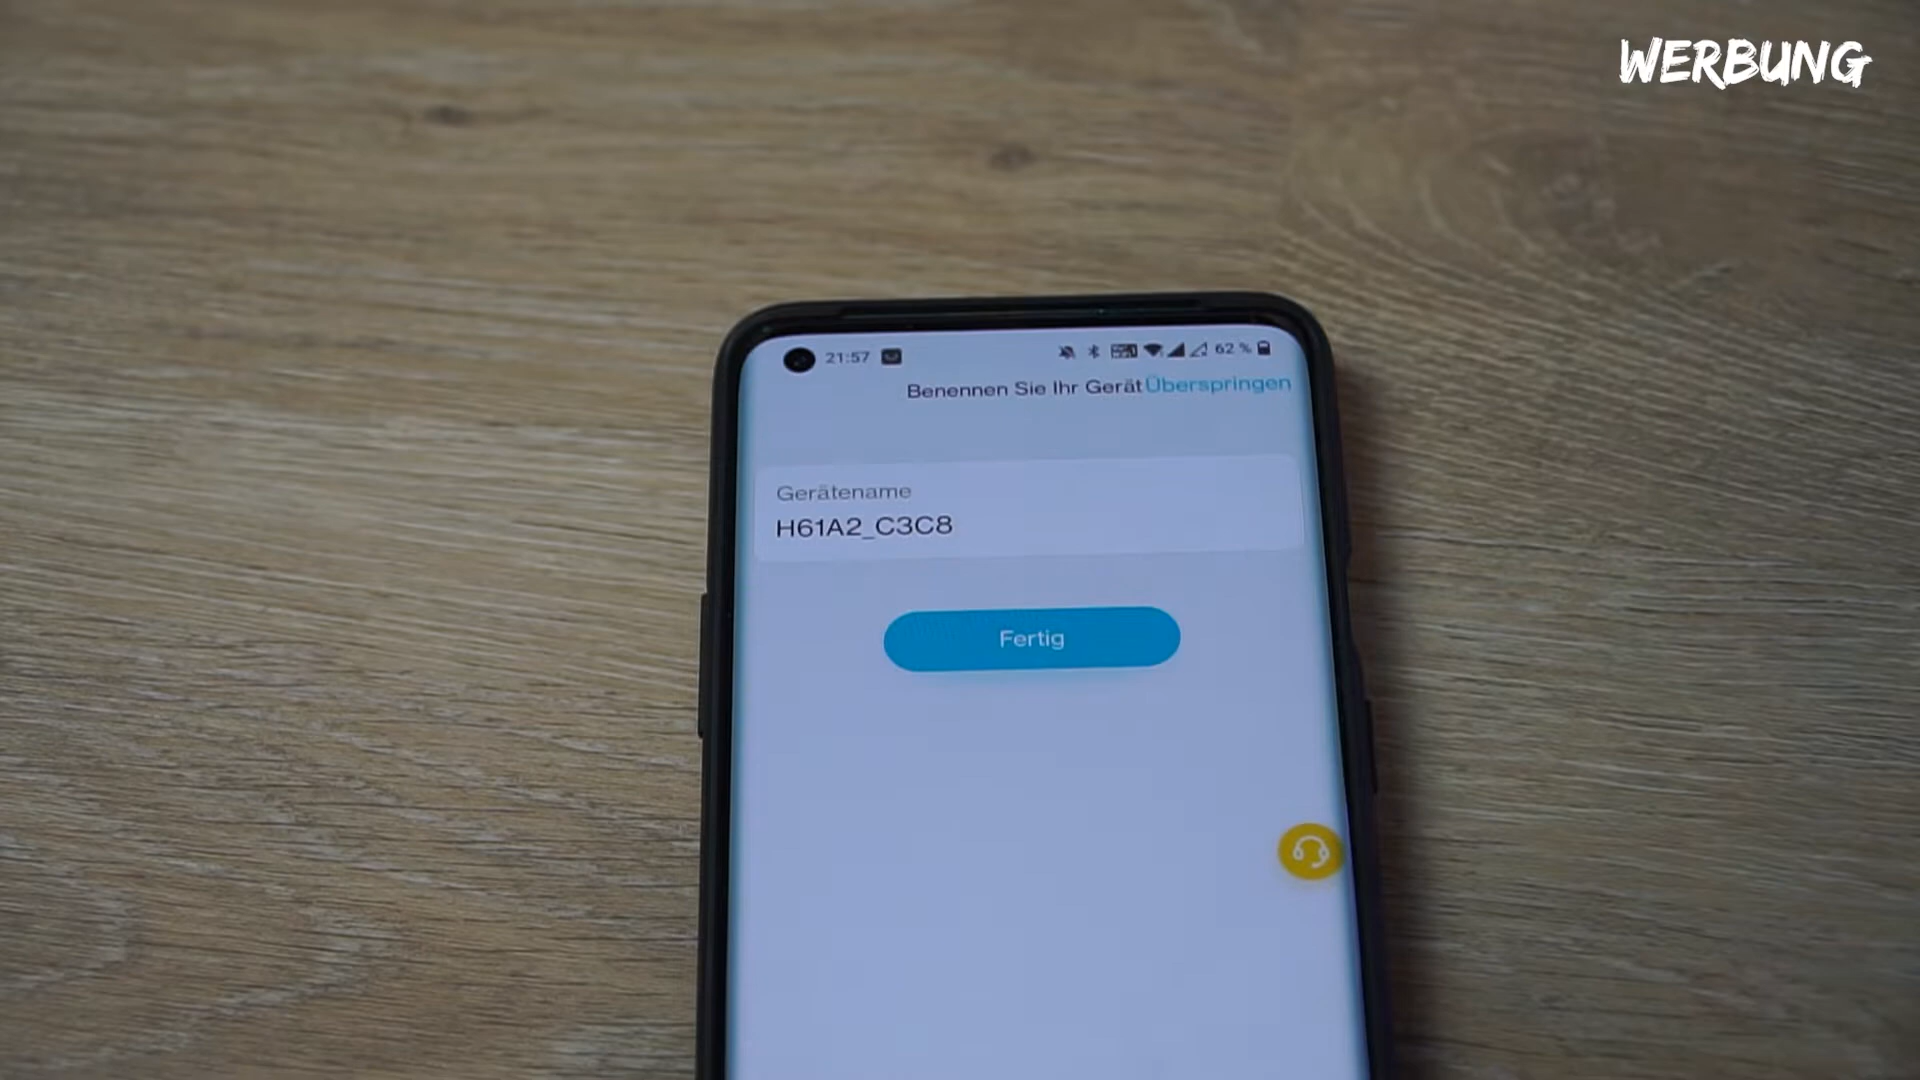 WERBUNG
21:57 62 %
Benennen Sie Ihr Gerät Überspringen
Gerätename
H61A2_C3C8
Fertig